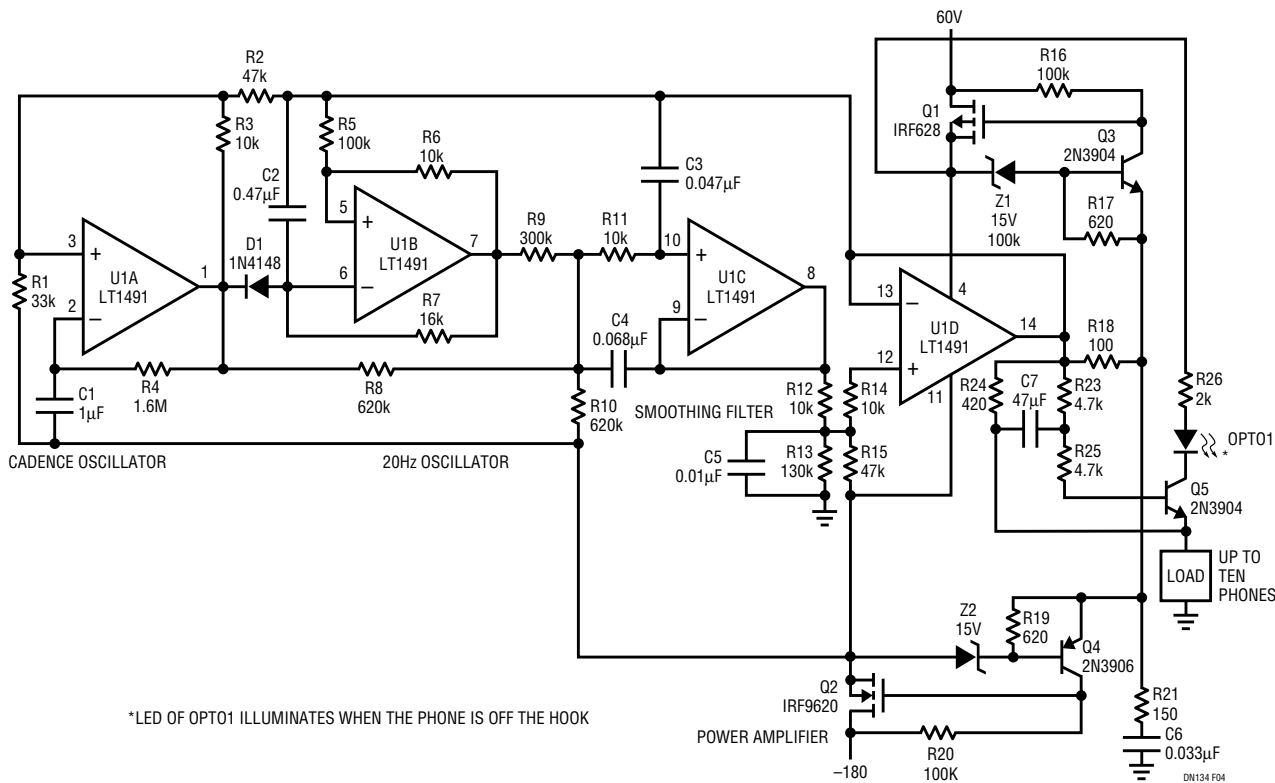 60V
R2
47k
R16
100k
R3
10k
R5
100k
R6
10k
Q1
IRF628
Q3
2N3904
C2
0.47µF
C3
0.047µF
Z1
15V
100k
R17
620
D1
1N4148
R9
300k
R11
10k
3
+
U1A
LT1491
1
2
–
R1
33k
5
+
U1B
LT1491
7
6
–
10
+
U1C
LT1491
8
9
–
R7
16k
C4
0.068µF
13
–
4
U1D
LT1491
14
12
+
11
R18
100
R4
1.6M
R8
620k
C1
1µF
R10
620k
SMOOTHING FILTER
R12
10k
R14
10k
R24
420
C7
47µF
R23
4.7k
R26
2k
OPTO1
*
CADENCE OSCILLATOR
20Hz OSCILLATOR
C5
0.01µF
R13
130k
R15
47k
R25
4.7k
Q5
2N3904
LOAD
UP TO
TEN
PHONES
Z2
15V
R19
620
Q4
2N3906
Q2
IRF9620
*LED OF OPTO1 ILLUMINATES WHEN THE PHONE IS OFF THE HOOK
POWER AMPLIFIER
R20
100K
–180
R21
150
C6
0.033µF
DN134 F04